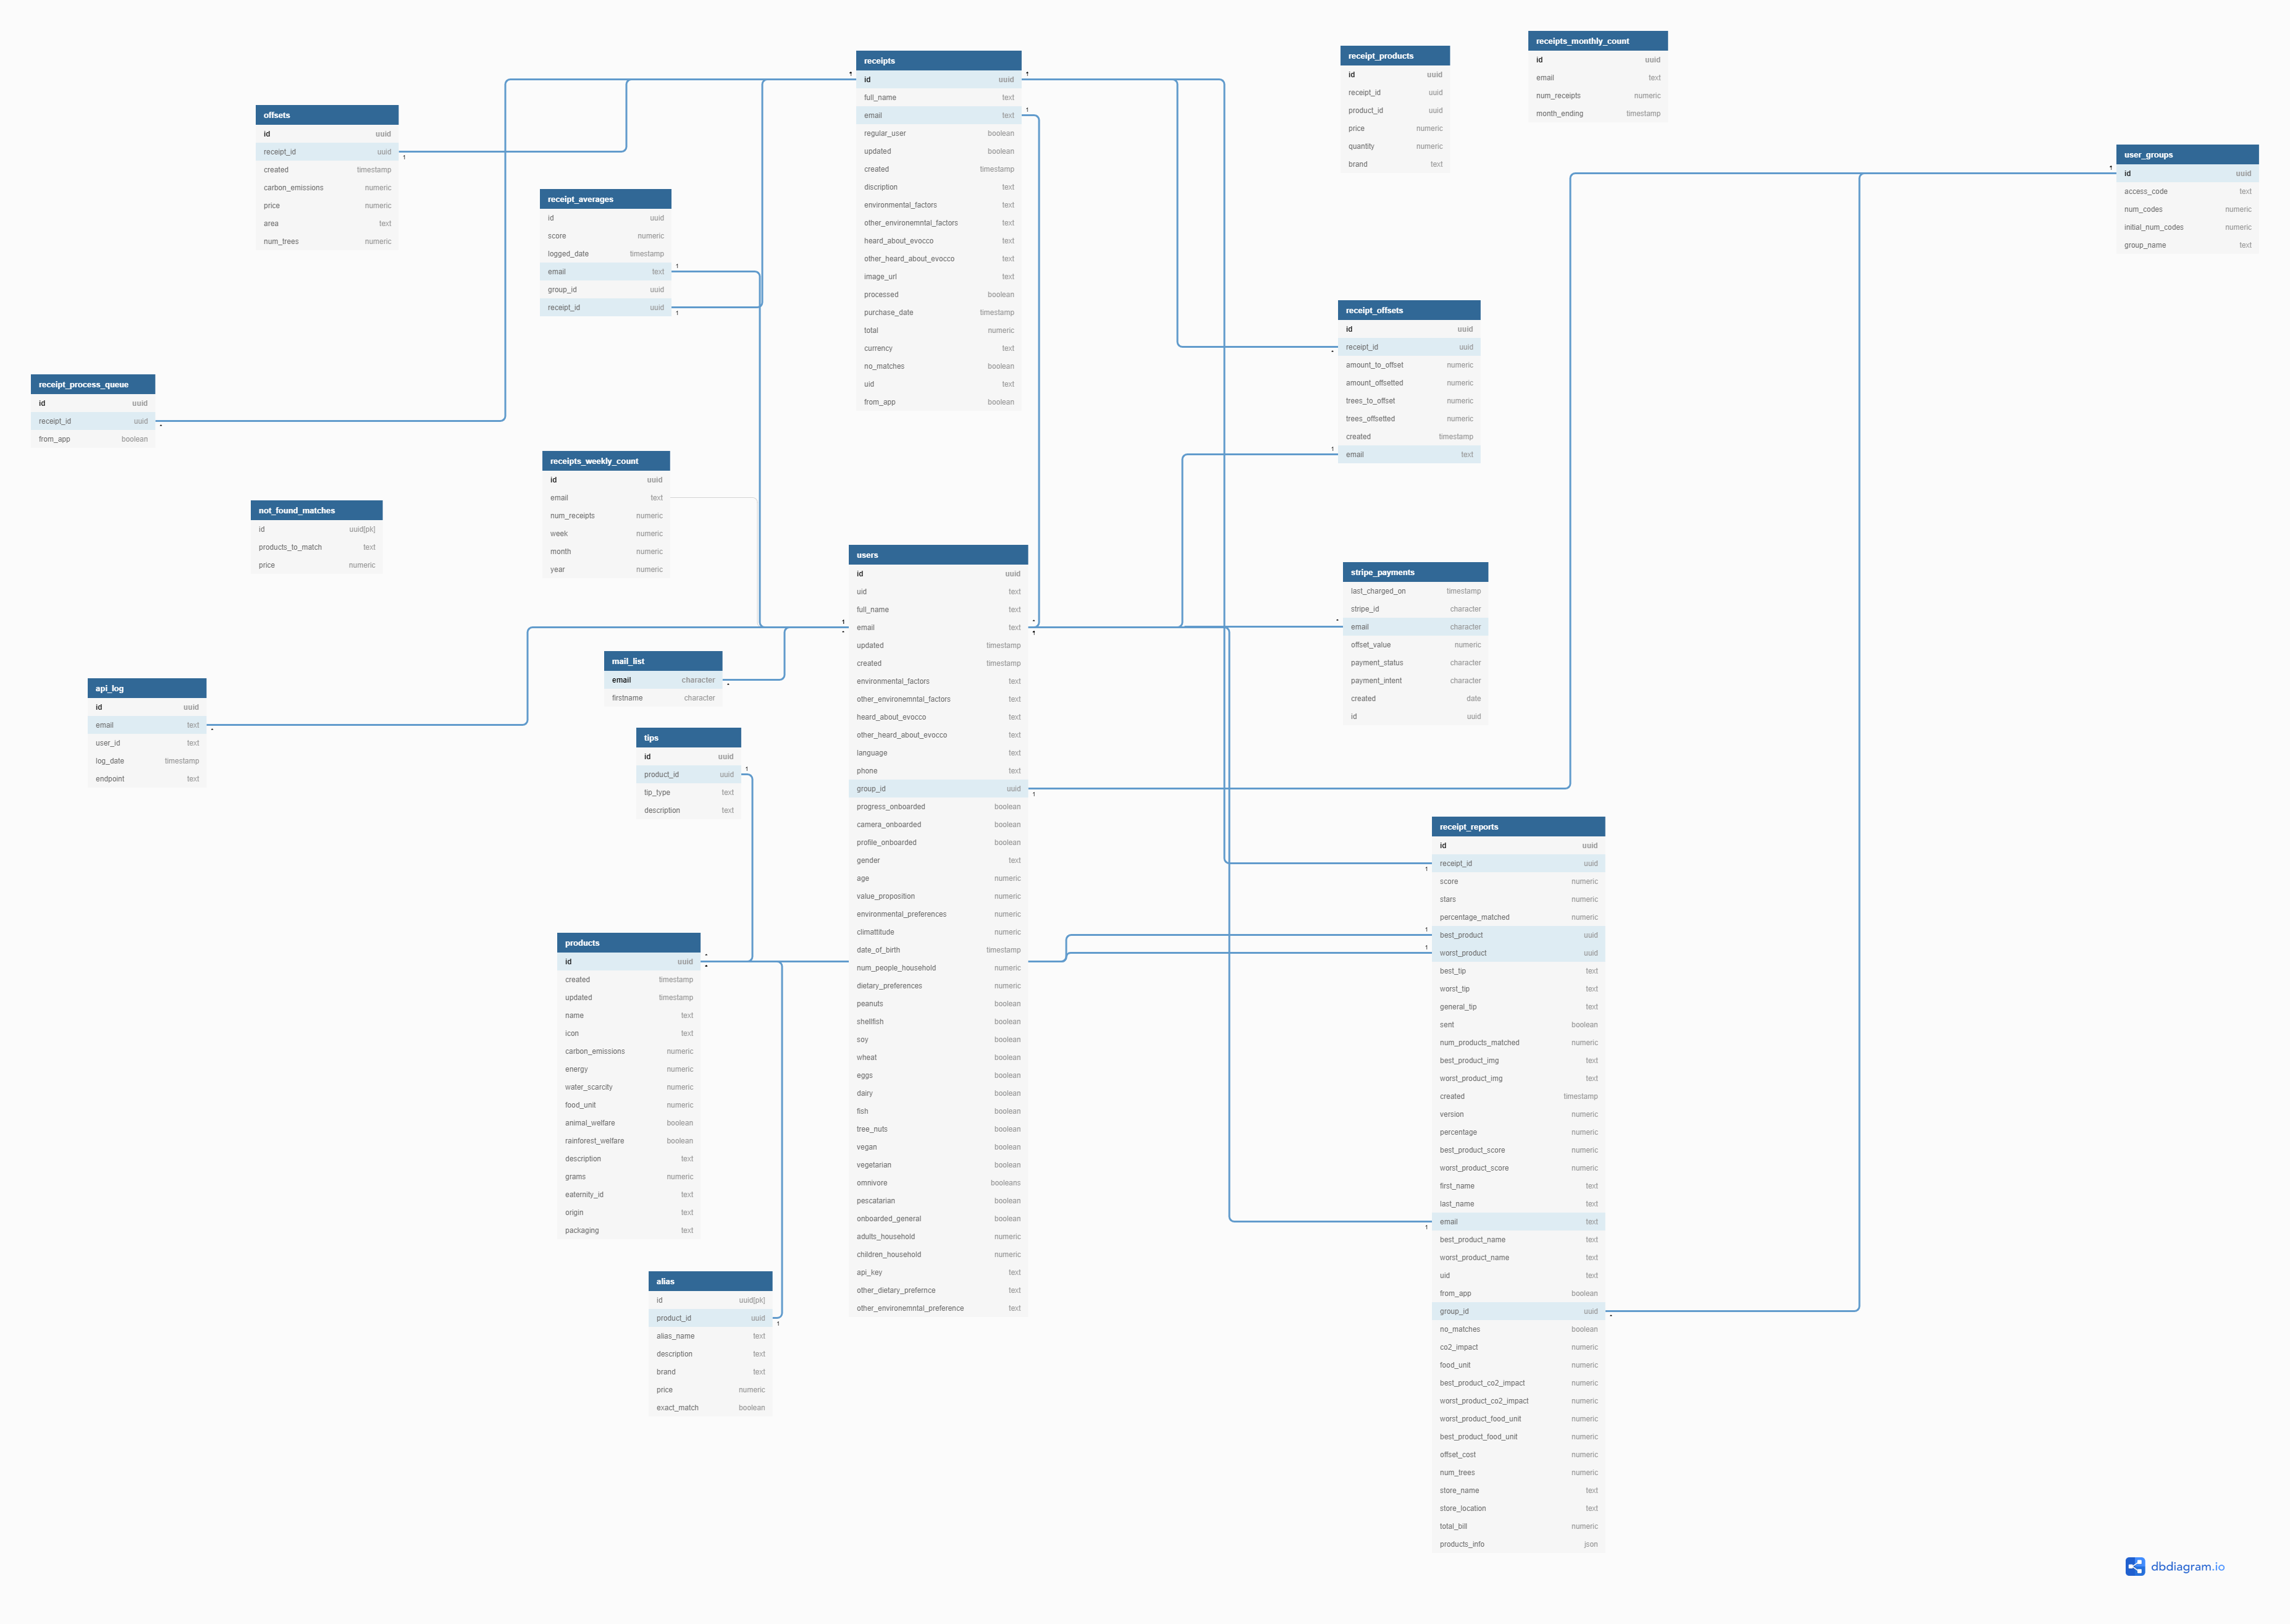 receipts
id uuid
full_name text
email text
regular_user boolean
updated boolean
created timestamp
discription text
environmental_factors text
other_environemntal_factors text
heard_about_evocco text
other_heard_about_evocco text
image_url text
processed boolean
purchase_date timestamp
total numeric
currency text
no_matches boolean
uid text
from_app boolean
receipt_products
id uuid
receipt_id uuid
product_id uuid
price numeric
quantity numeric
brand text
receipts_monthly_count
id uuid
email text
num_receipts numeric
month_ending timestamp
offsets
id uuid
receipt_id uuid
created timestamp
carbon_emissions numeric
price numeric
area text
num_trees numeric
user_groups
id uuid
access_code text
num_codes numeric
initial_num_codes numeric
group_name text
receipt_averages
id uuid
score numeric
logged_date timestamp
email text
group_id uuid
receipt_id uuid
receipt_offsets
id uuid
receipt_id uuid
amount_to_offset numeric
amount_offsetted numeric
trees_to_offset numeric
trees_offsetted numeric
created timestamp
email text
receipt_process_queue
id uuid
receipt_id uuid
from_app boolean
receipts_weekly_count
id uuid
email text
num_receipts numeric
week numeric
month numeric
year numeric
not_found_matches
id uuid[pk]
products_to_match text
price numeric
users
id uuid
uid text
full_name text
email text
updated timestamp
created timestamp
environmental_factors text
other_environemntal_factors text
heard_about_evocco text
other_heard_about_evocco text
language text
phone text
group_id uuid
progress_onboarded boolean
camera_onboarded boolean
profile_onboarded boolean
gender text
age numeric
value_proposition numeric
environmental_preferences numeric
climattitude numeric
date_of_birth timestamp
num_people_household numeric
dietary_preferences numeric
peanuts boolean
shellfish boolean
soy boolean
wheat boolean
eggs boolean
dairy boolean
fish boolean
tree_nuts boolean
vegan boolean
vegetarian boolean
omnivore booleans
pescatarian boolean
onboarded_general boolean
adults_household numeric
children_household numeric
api_key text
other_dietary_prefernce text
other_environemntal_preference text
stripe_payments
last_charged_on timestamp
stripe_id character
email character
offset_value numeric
payment_status character
payment_intent character
created date
id uuid
mail_list
email character
firstname character
api_log
id uuid
email text
user_id text
log_date timestamp
endpoint text
tips
id uuid
product_id uuid
tip_type text
description text
receipt_reports
id uuid
receipt_id uuid
score numeric
stars numeric
percentage_matched numeric
best_product uuid
worst_product uuid
best_tip text
worst_tip text
general_tip text
sent boolean
num_products_matched numeric
best_product_img text
worst_product_img text
created timestamp
version numeric
percentage numeric
best_product_score numeric
worst_product_score numeric
first_name text
last_name text
email text
best_product_name text
worst_product_name text
uid text
from_app boolean
group_id uuid
no_matches boolean
co2_impact numeric
food_unit numeric
best_product_co2_impact numeric
worst_product_co2_impact numeric
worst_product_food_unit numeric
best_product_food_unit numeric
offset_cost numeric
num_trees numeric
store_name text
store_location text
total_bill numeric
products_info json
products
id uuid
created timestamp
updated timestamp
name text
icon text
carbon_emissions numeric
energy numeric
water_scarcity numeric
food_unit numeric
animal_welfare boolean
rainforest_welfare boolean
description text
grams numeric
eaternity_id text
origin text
packaging text
alias
id uuid[pk]
product_id uuid
alias_name text
description text
brand text
price numeric
exact_match boolean
dbdiagram.io